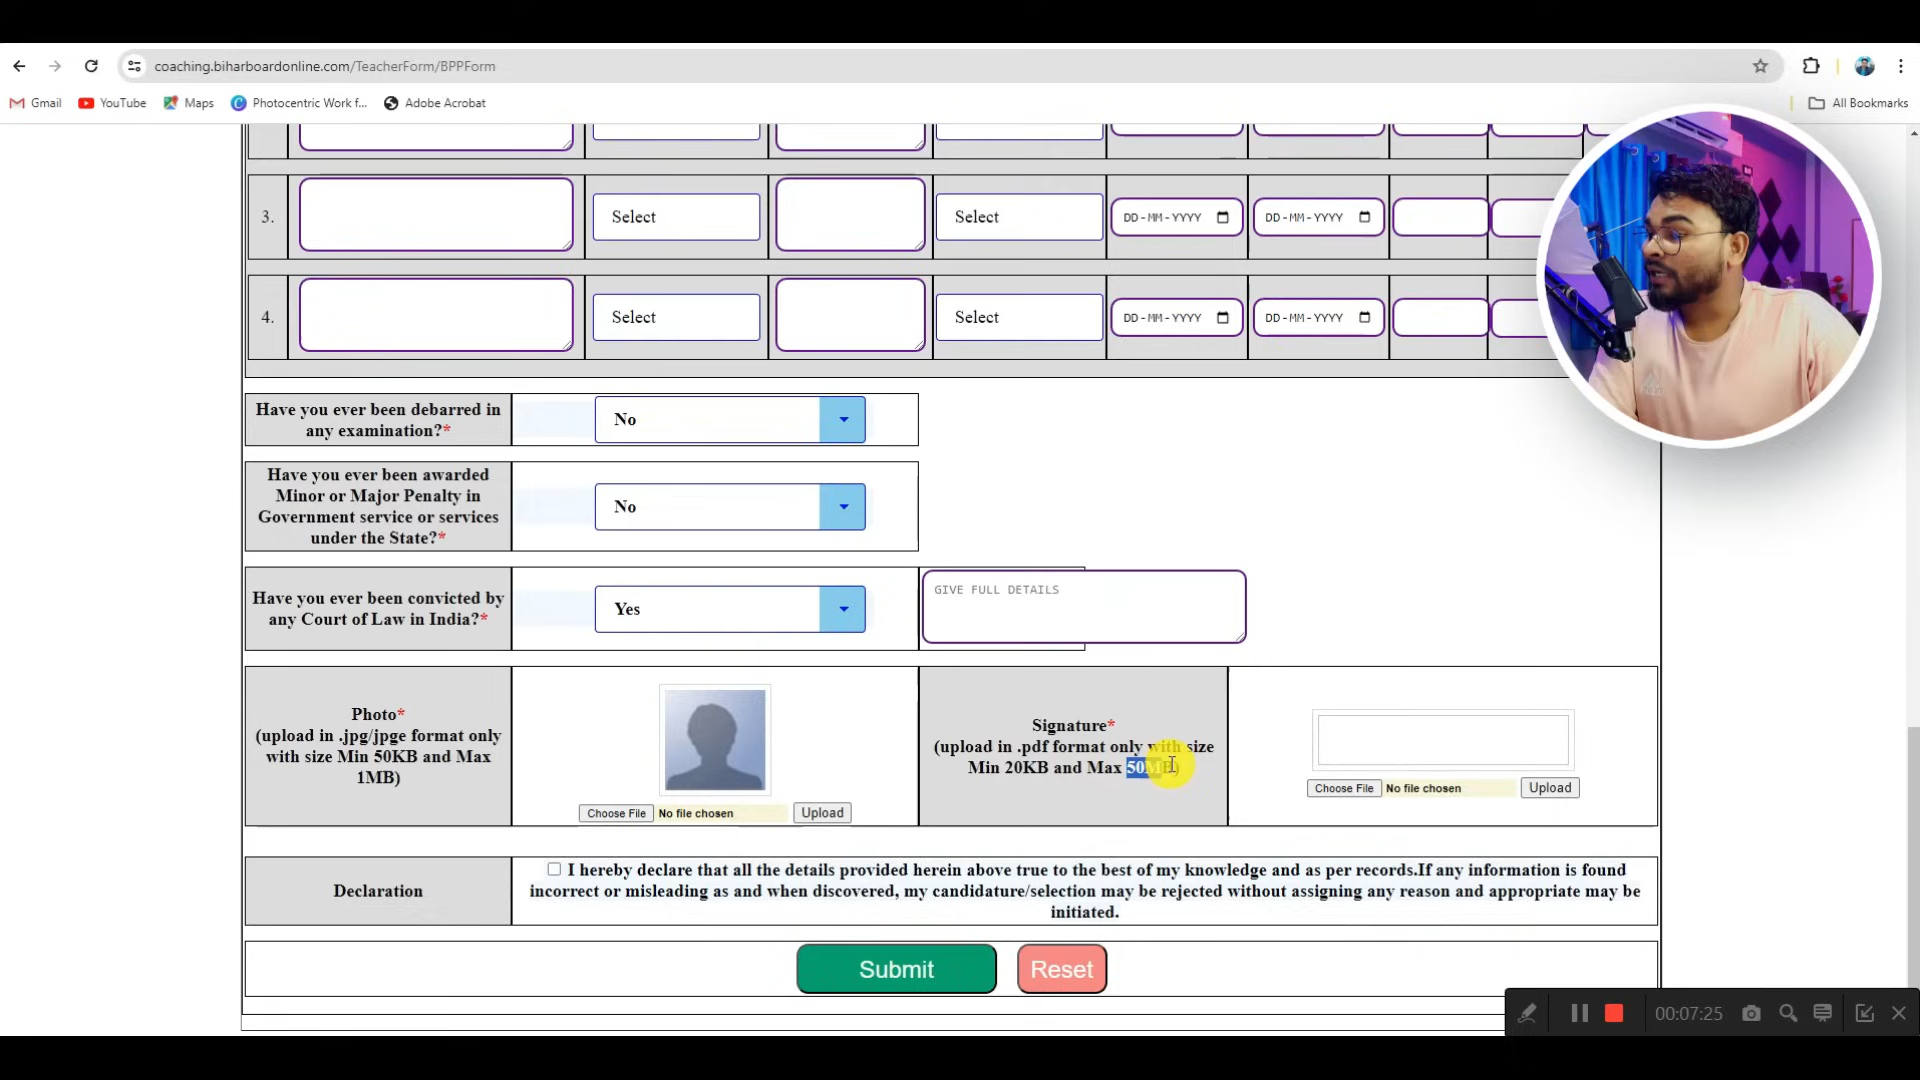 coaching.biharboardonline.com/TeacherForm/BPPForm
Gmail YouTube Maps Photocentric Work f... Adobe Acrobat All Bookmarks
3. Select Select DD-MM-YYYY DD-MM-YYYY
4. Select Select DD-MM-YYYY DD-MM-YYYY
Have you ever been debarred in
any examination?*
No
Have you ever been awarded
Minor or Major Penalty in
Government service or services
under the State?*
No
Have you ever been convicted by
any Court of Law in India?*
Yes
GIVE FULL DETAILS
Photo*
(upload in .jpg/jpge format only
with size Min 50KB and Max
1MB)
Choose File No file chosen Upload
Signature*
(upload in .pdf format only with size
Min 20KB and Max 50MB)
Choose File No file chosen Upload
Declaration
I hereby declare that all the details provided herein above true to the best of my knowledge and as per records.If any information is found
incorrect or misleading as and when discovered, my candidature/selection may be rejected without assigning any reason and appropriate may be
initiated.
Submit Reset
00:07:25